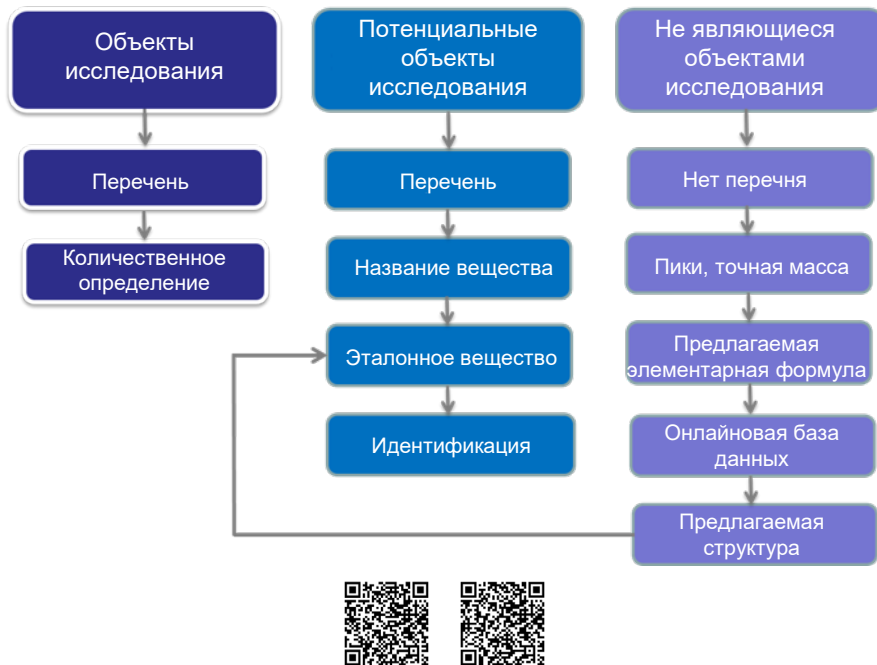 Объекты
исследования
Перечень
Количественное
определение
Потенциальные
объекты
исследования
Перечень
Название вещества
Эталонное вещество
Идентификация
Не являющиеся
объектами
исследования
Нет перечня
Пики, точная масса
Предлагаемая
элементарная формула
Онлайновая база
данных
Предлагаемая
структура